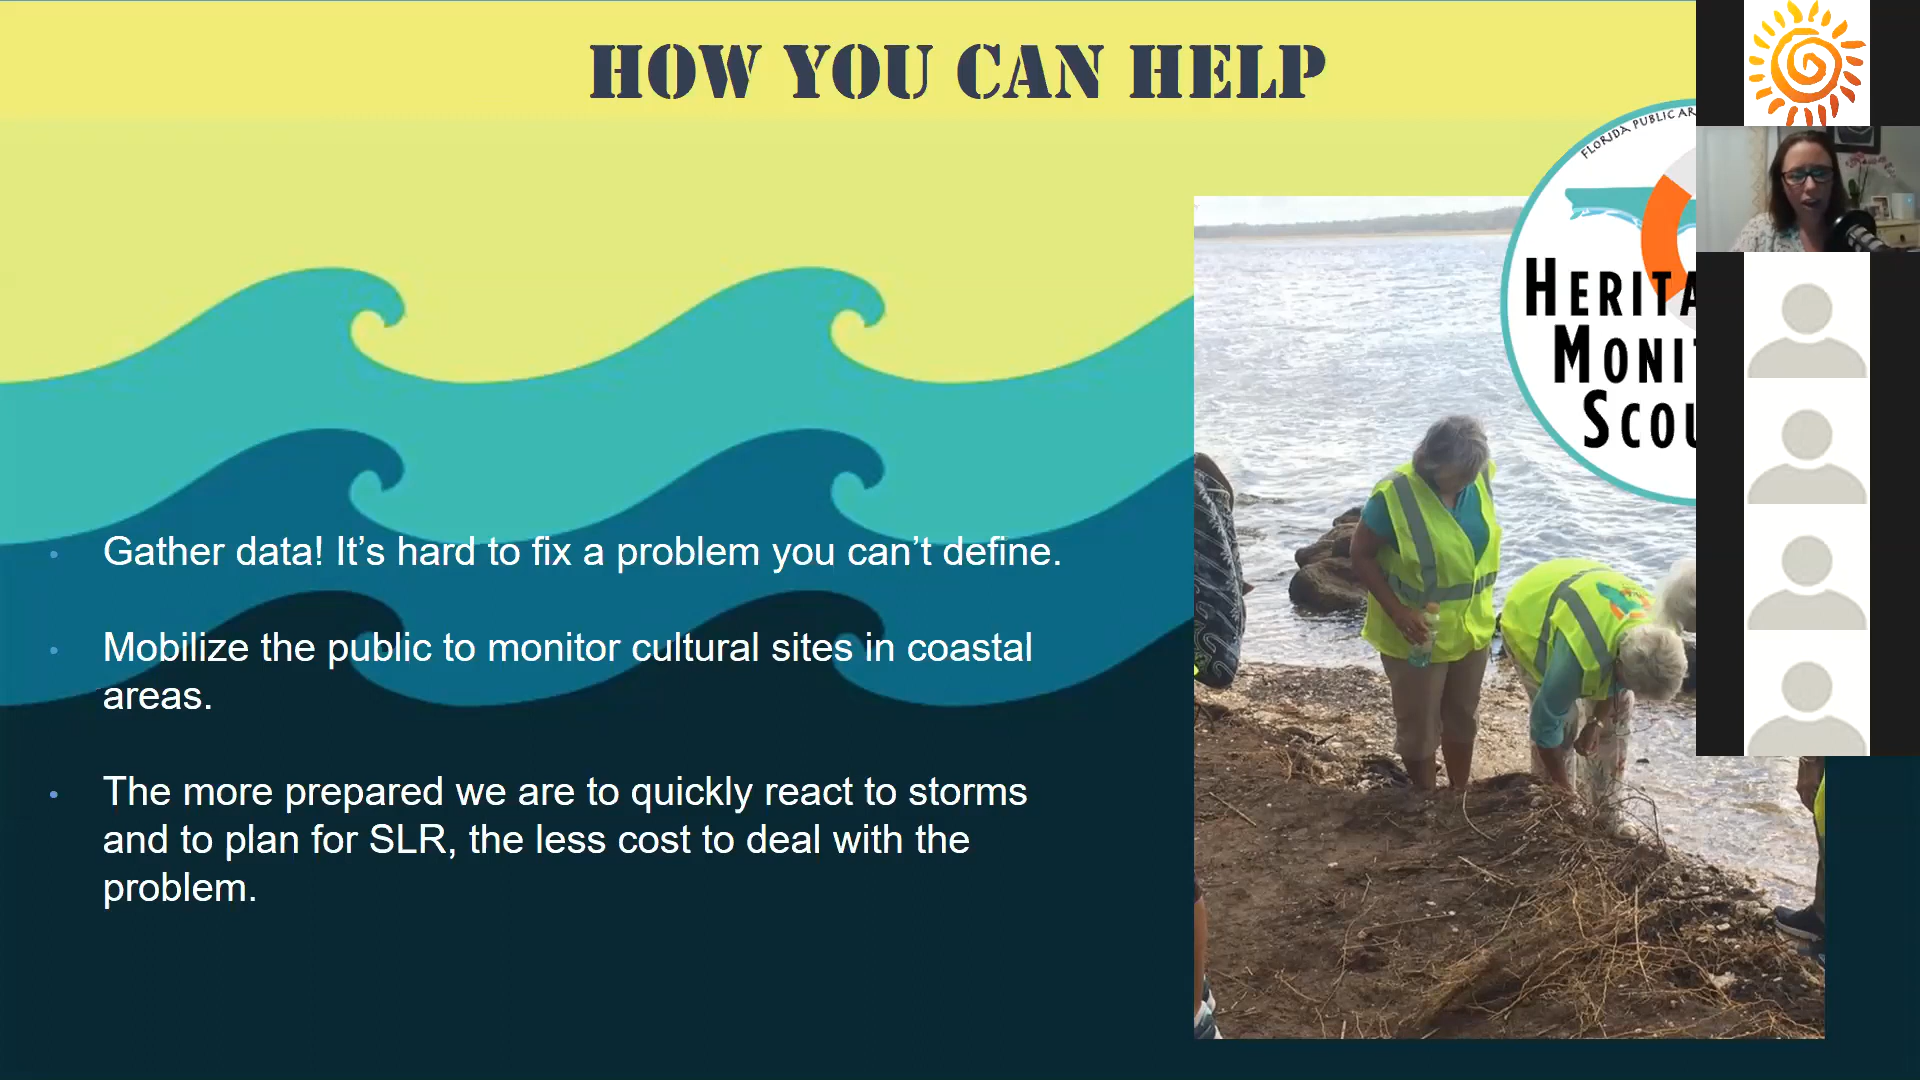 HOW YOU CAN HELP
FLORIDA PUBLIC AR
HERITA
MONIT
SCOU
Gather data! It’s hard to fix a problem you can’t define.
Mobilize the public to monitor cultural sites in coastal
areas.
The more prepared we are to quickly react to storms
and to plan for SLR, the less cost to deal with the
problem.